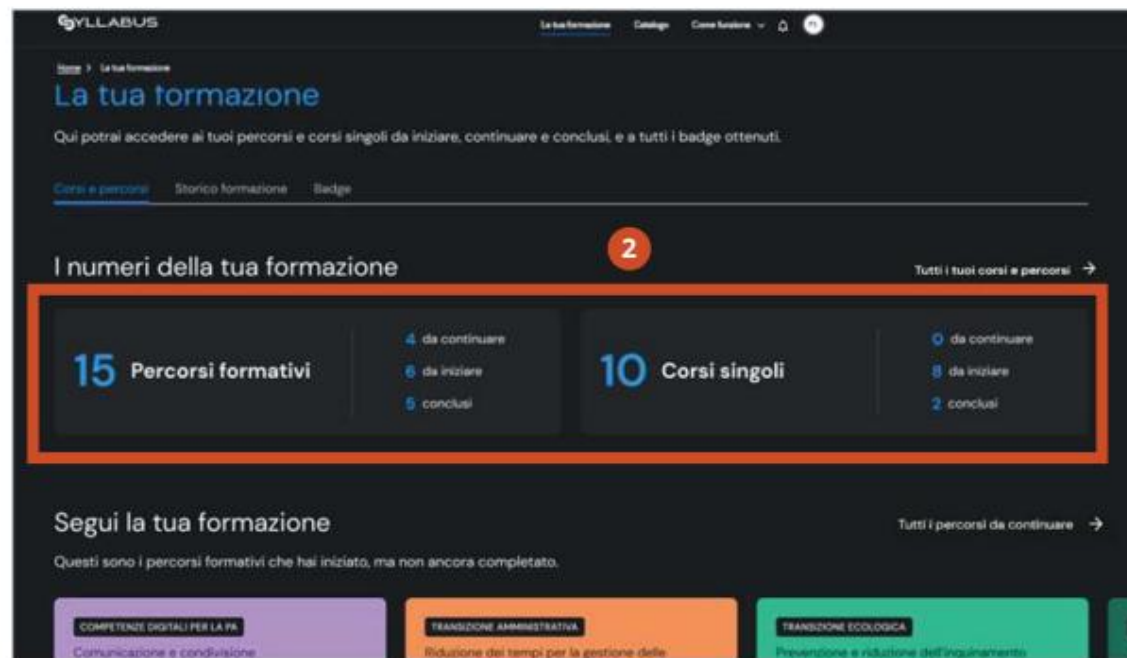 SYLLABUS
La tua formazione Catalogo Come funziona
Home > La tua formazione
La tua formazione
Qui potrai accedere ai tuoi percorsi e corsi singoli da iniziare, continuare e conclusi, e a tutti i badge ottenuti.
Corsi e percorsi Storico formazione Badge
2
I numeri della tua formazione
Tutti i tuoi corsi e percorsi →
15 Percorsi formativi
4 da continuare
6 da iniziare
5 conclusi
10 Corsi singoli
0 da continuare
8 da iniziare
2 conclusi
Segui la tua formazione
Tutti i percorsi da continuare →
Questi sono i percorsi formativi che hai iniziato, ma non ancora completato.
COMPETENZE DIGITALI PER LA PA
Comunicazione e condivisione
TRANSIZIONE AMMINISTRATIVA
Riduzione dei tempi per la gestione delle
TRANSIZIONE ECOLOGICA
Prevenzione e riduzione dell'inquinamento